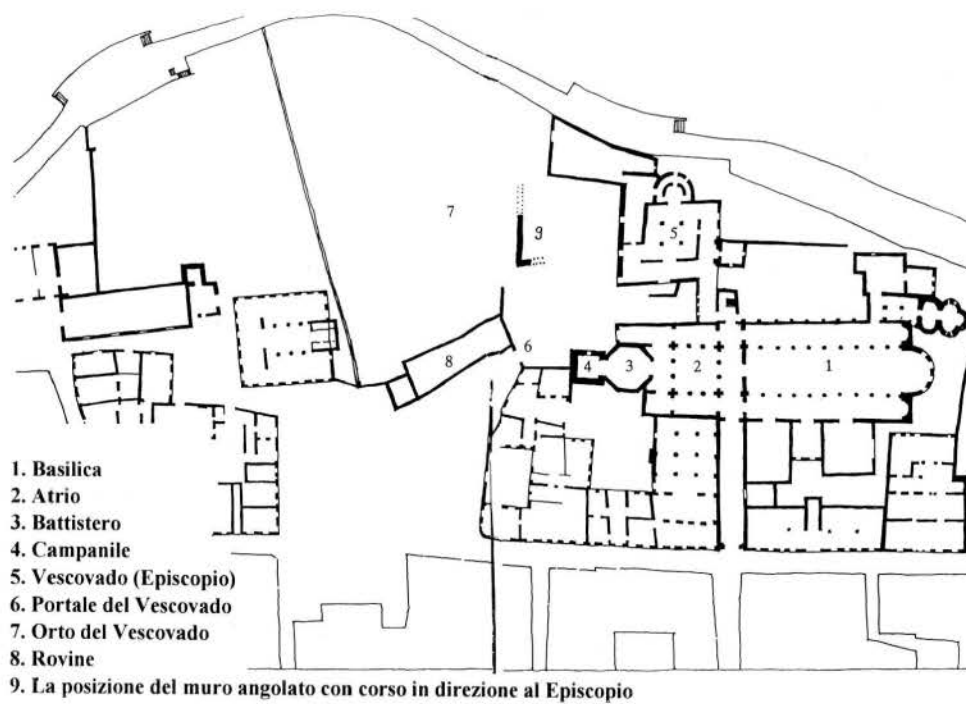 7
9
5
6
8
4
3
2
1
1. Basilica
2. Atrio
3. Battistero
4. Campanile
5. Vescovado (Episcopio)
6. Portale del Vescovado
7. Orto del Vescovado
8. Rovine
9. La posizione del muro angolato con corso in direzione al Episcopio